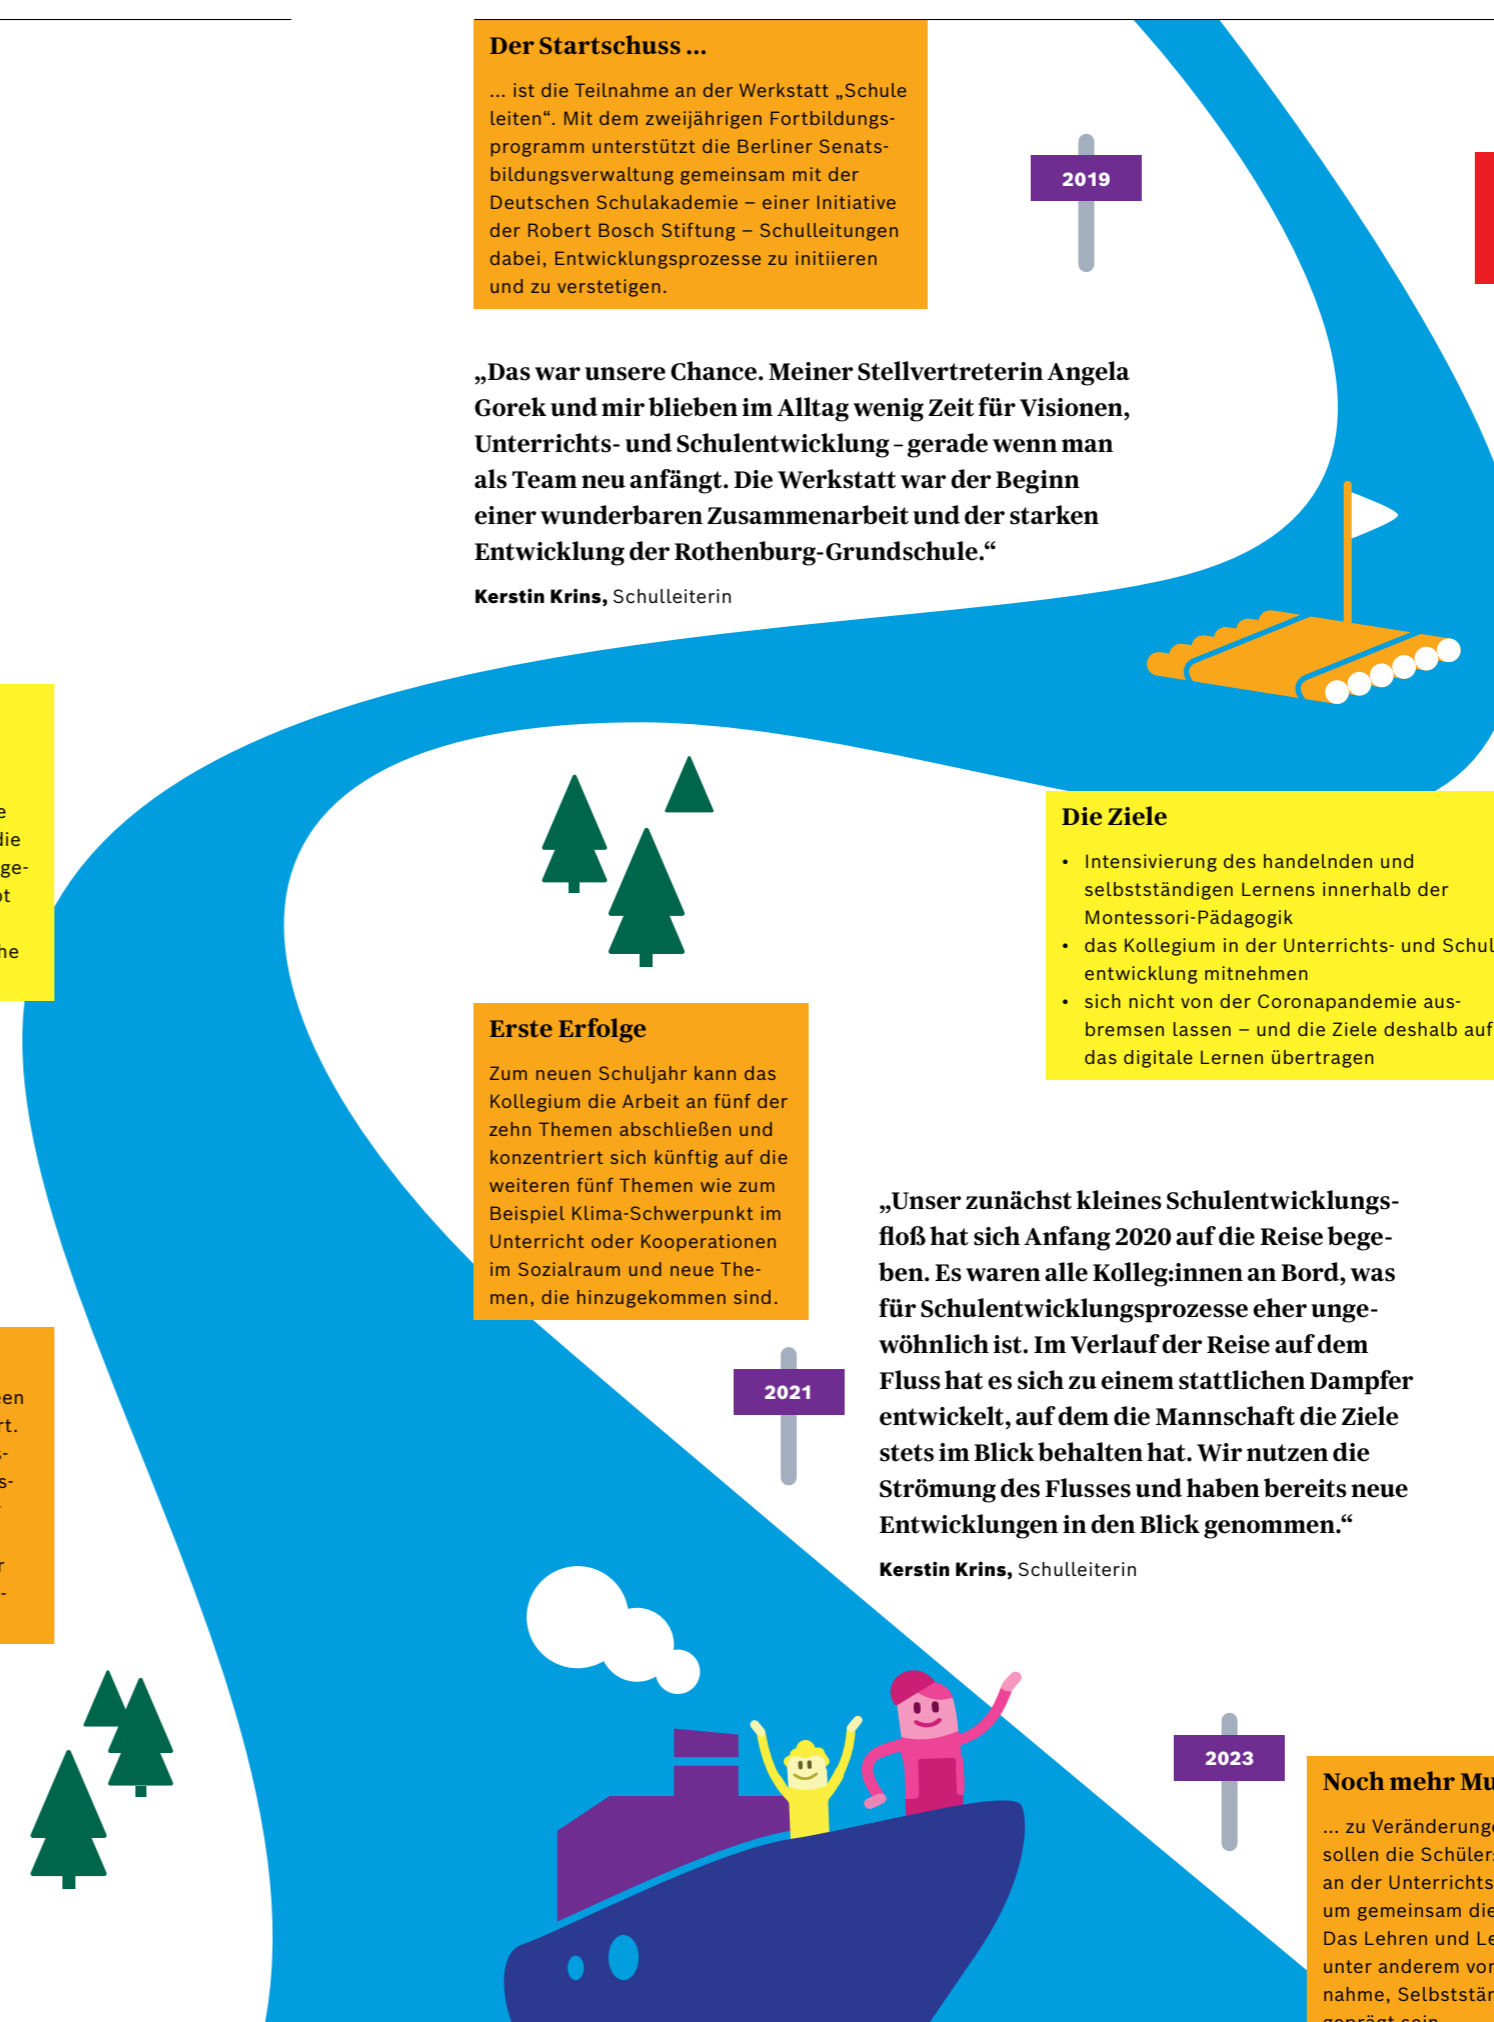 Der Startschuss ...
... ist die Teilnahme an der Werkstatt „Schule
leiten“. Mit dem zweijährigen Fortbildungs-
programm unterstützt die Berliner Senats-
bildungsverwaltung gemeinsam mit der
Deutschen Schulakademie – einer Initiative
der Robert Bosch Stiftung – Schulleitungen
dabei, Entwicklungsprozesse zu initiieren
und zu verstetigen.
2019
„Das war unsere Chance. Meiner Stellvertreterin Angela
Gorek und mir blieben im Alltag wenig Zeit für Visionen,
Unterrichts- und Schulentwicklung – gerade wenn man
als Team neu anfängt. Die Werkstatt war der Beginn
einer wunderbaren Zusammenarbeit und der starken
Entwicklung der Rothenburg-Grundschule.“
Kerstin Krins, Schulleiterin
die
ge-
Die Ziele
• Intensivierung des handelnden und
selbstständigen Lernens innerhalb der
Montessori-Pädagogik
• das Kollegium in der Unterrichts- und Schul
entwicklung mitnehmen
• sich nicht von der Coronapandemie aus-
bremsen lassen – und die Ziele deshalb auf
das digitale Lernen übertragen
Erste Erfolge
Zum neuen Schuljahr kann das
Kollegium die Arbeit an fünf der
zehn Themen abschließen und
konzentriert sich künftig auf die
weiteren fünf Themen wie zum
Beispiel Klima-Schwerpunkt im
Unterricht oder Kooperationen
im Sozialraum und neue The-
men, die hinzugekommen sind.
2021
„Unser zunächst kleines Schulentwicklungs-
floß hat sich Anfang 2020 auf die Reise bege-
ben. Es waren alle Kolleg:innen an Bord, was
für Schulentwicklungsprozesse eher unge-
wöhnlich ist. Im Verlauf der Reise auf dem
Fluss hat es sich zu einem stattlichen Dampfer
entwickelt, auf dem die Mannschaft die Ziele
stets im Blick behalten hat. Wir nutzen die
Strömung des Flusses und haben bereits neue
Entwicklungen in den Blick genommen.“
Kerstin Krins, Schulleiterin
2023
Noch mehr Mu
... zu Veränderung
sollen die Schüler
an der Unterrichts
um gemeinsam die
Das Lehren und Le
unter anderem vor
nahme, Selbststän
geprägt sein